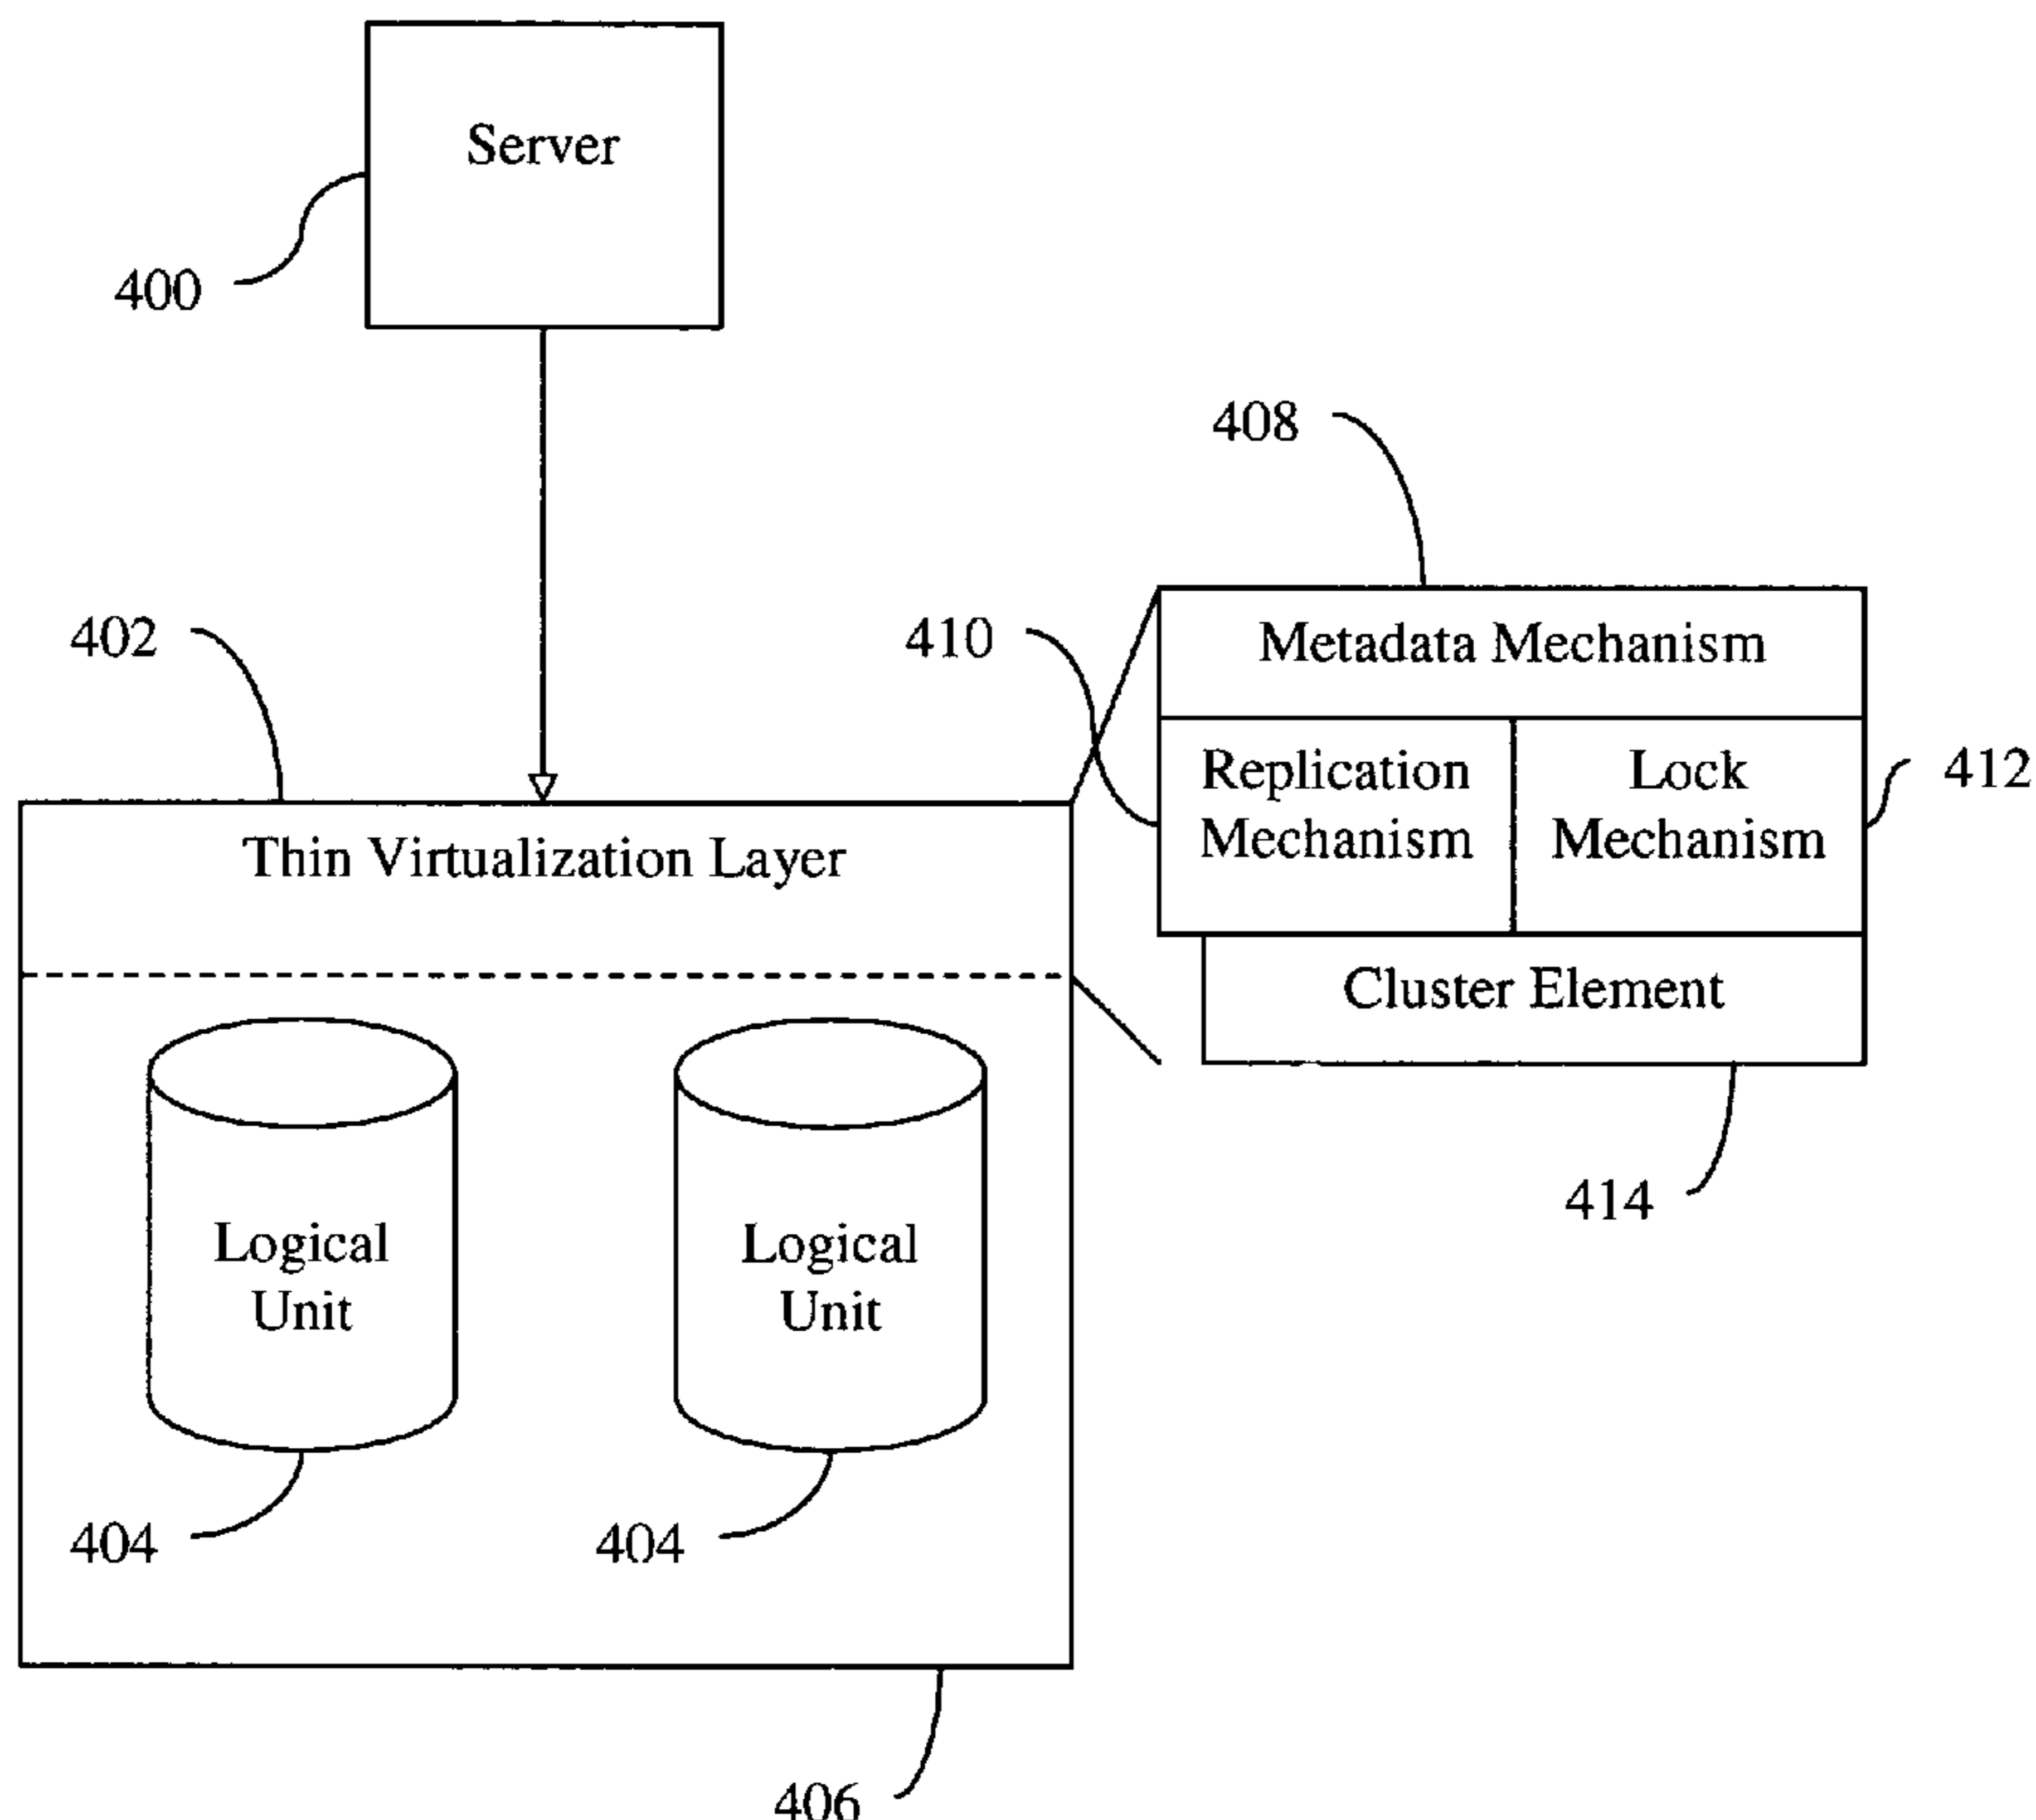 Server
400
408
402
410
Metadata Mechanism
Replication
Mechanism
Lock
Mechanism
412
Thin Virtualization Layer
Cluster Element
414
Logical
Unit
Logical
Unit
404
404
406